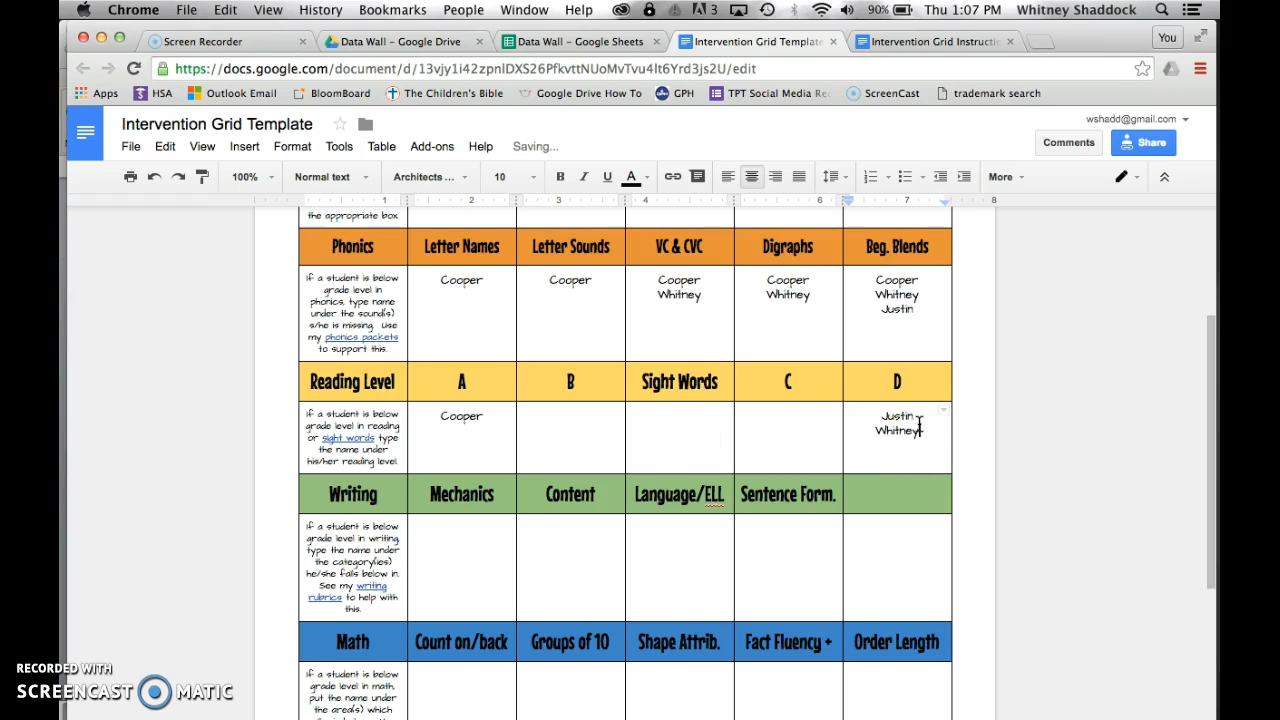 Chrome File Edit View History Bookmarks People Window Help 3 90% Thu 1:07 PM Whitney Shaddock
Screen Recorder × Data Wall – Google Drive × Data Wall – Google Sheets × Intervention Grid Template × Intervention Grid Instructi × You
https://docs.google.com/document/d/13vjy1i42zpnlDXS26PfkvttNUoMvTvu4lt6Yrd3js2U/edit
Apps HSA Outlook Email BloomBoard The Children's Bible Google Drive How To GPH TPT Social Media Re ScreenCast trademark search
Intervention Grid Template
wshadd@gmail.com
File Edit View Insert Format Tools Table Add-ons Help Saving...
Comments Share
100% Normal text Architects ... 10 B I U A More
1 2 3 4 6 7 8
the appropriate box.
Phonics Letter Names Letter Sounds VC & CVC Digraphs Beg. Blends
If a student is below
grade level in
phonics, type name
under the sound(s)
s/he is missing. Use
my phonics packets
to support this.
Cooper
Cooper
Cooper
Whitney
Cooper
Whitney
Cooper
Whitney
Justin
Reading Level A B Sight Words C D
If a student is below
grade level in reading
or sight words type
the name under
his/her reading level.
Cooper
Justin
Whitney
Writing Mechanics Content Language/ELL Sentence Form.
If a student is below
grade level in writing,
type the name under
the category(ies)
he/she falls below in.
See my writing
rubrics to help with
this.
Math Count on/back Groups of 10 Shape Attrib. Fact Fluency + Order Length
If a student is below
grade level in math,
put the name under
the area(s) which
RECORDED WITH
SCREENCAST MATIC